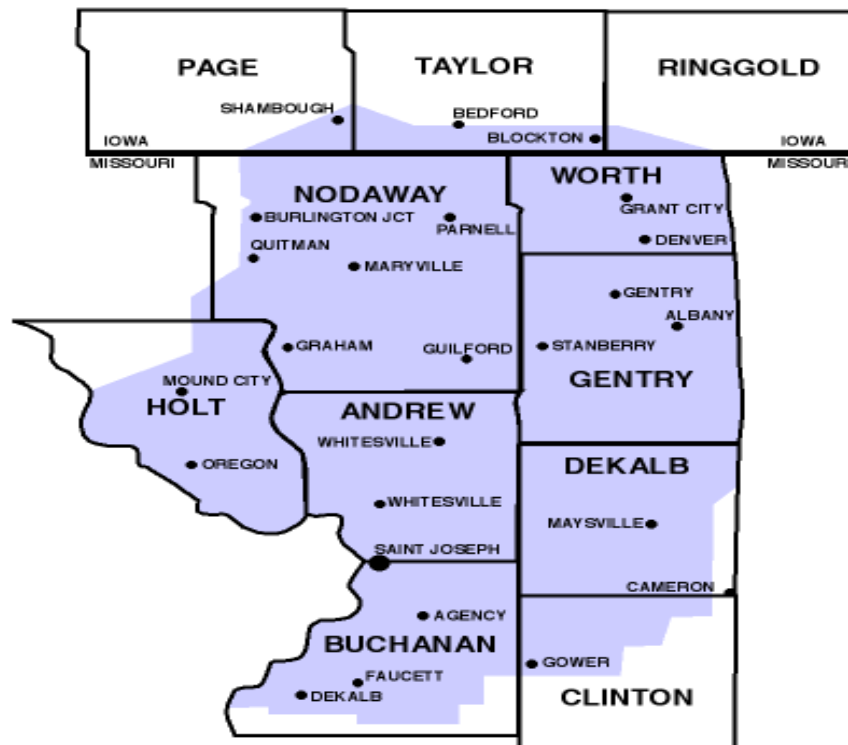 PAGE
TAYLOR
RINGGOLD
SHAMBOUGH
BEDFORD
BLOCKTON
IOWA
IOWA
MISSOURI
MISSOURI
NODAWAY
WORTH
BURLINGTON JCT
PARNELL
GRANT CITY
QUITMAN
DENVER
MARYVILLE
GENTRY
ALBANY
GRAHAM
GUILFORD
STANBERRY
MOUND CITY
GENTRY
HOLT
ANDREW
WHITESVILLE
OREGON
DEKALB
WHITESVILLE
MAYSVILLE
SAINT JOSEPH
CAMERON
AGENCY
BUCHANAN
GOWER
FAUCETT
DEKALB
CLINTON